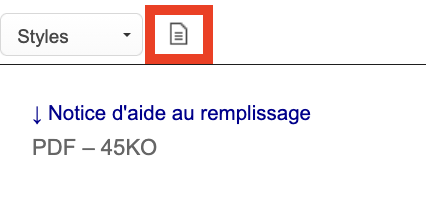 Styles
↓ Notice d'aide au remplissage
PDF – 45KO